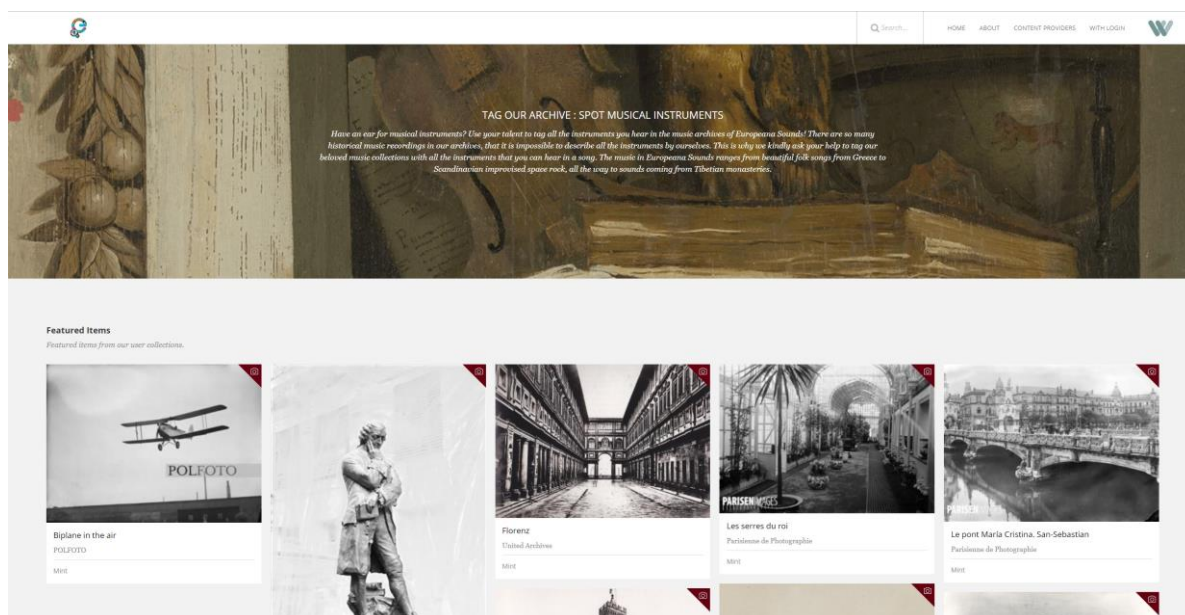 Search...
HOME ABOUT CONTENT PROVIDERS WITH LOGIN
TAG OUR ARCHIVE : SPOT MUSICAL INSTRUMENTS
Have an ear for musical instruments? Use your talent to tag all the instruments you hear in the music archives of Europeana Sounds! There are so many
historical music recordings in our archives, that it is impossible to describe all the instruments by ourselves. This is why we kindly ask your help to tag our
beloved music collections with all the instruments that you can hear in a song. The music in Europeana Sounds ranges from beautiful folk songs from Greece to
Scandinavian improvised space rock, all the way to sounds coming from Tibetian monasteries.
Featured Items
Featured items from our user collections.
POLFOTO
Biplane in the air
POLFOTO
Mint
Florenz
United Archives
Mint
PARISEN IMAGES
Les serres du roi
Parisienne de Photographie
Mint
Le pont María Cristina. San-Sebastian
Parisienne de Photographie
Mint